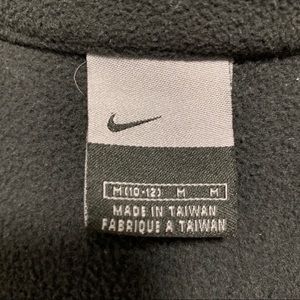 M(10-12) M M
MADE IN TAIWAN
FABRIQUE A TAIWAN